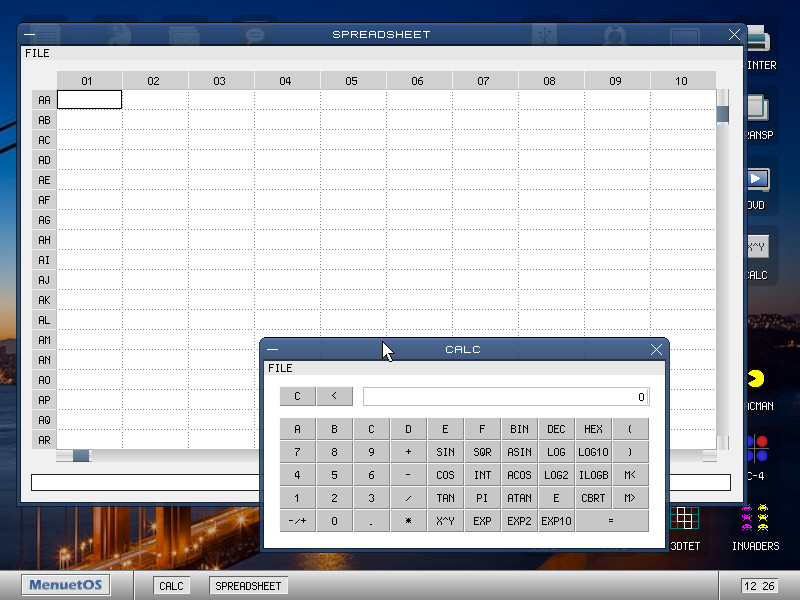 SPREADSHEET
FILE
01 02 03 04 05 06 07 08 09 10
AA
AB
AC
AD
AE
AF
AG
AH
AI
AJ
AK
AL
AM
AN
AO
AP
AQ
AR
INTER
RANSP
DVD
X^Y
CALC
CMAN
C-4
3DTET
INVADERS
CALC
FILE
C < 0
A B C D E F BIN DEC HEX (
7 8 9 + SIN SQR ASIN LOG LOG10 )
4 5 6 - COS INT ACOS LOG2 ILOGB M<
1 2 3 / TAN PI ATAN E CBRT M>
-/+ 0 . * X^Y EXP EXP2 EXP10 =
MenuetOS CALC SPREADSHEET 12 26